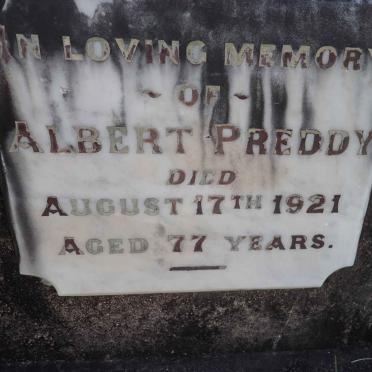 IN LOVING MEMORY
~ OF ~
ALBERT PREDDY
DIED
AUGUST 17TH 1921
AGED 77 YEARS.